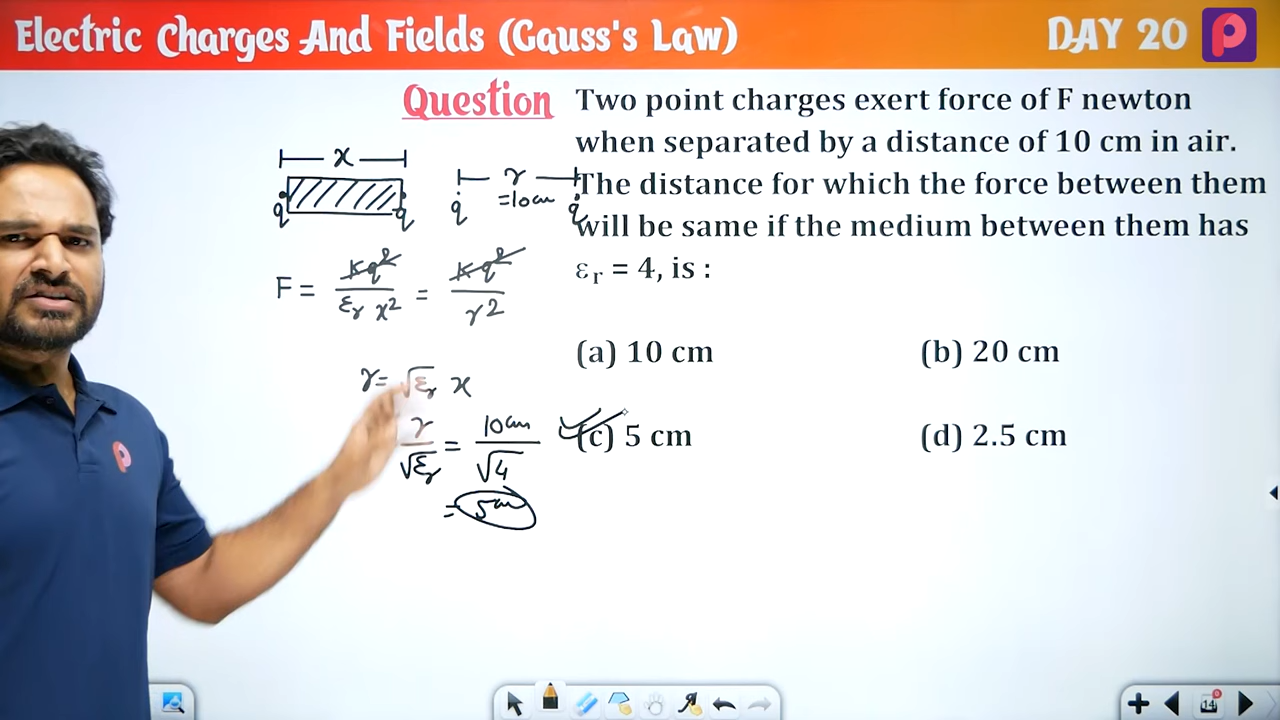 Electric Charges And Fields (Gauss's Law)
DAY 20
Question
Two point charges exert force of F newton
when separated by a distance of 10 cm in air.
The distance for which the force between them
will be same if the medium between them has
εr = 4, is :
(a) 10 cm
(b) 20 cm
(c) 5 cm
(d) 2.5 cm
x
q q
r
=10cm
q q
F = Kq²/εr x² = Kq²/r²
r = √εr x
r/√εr = 10cm/√4
= 5cm
14